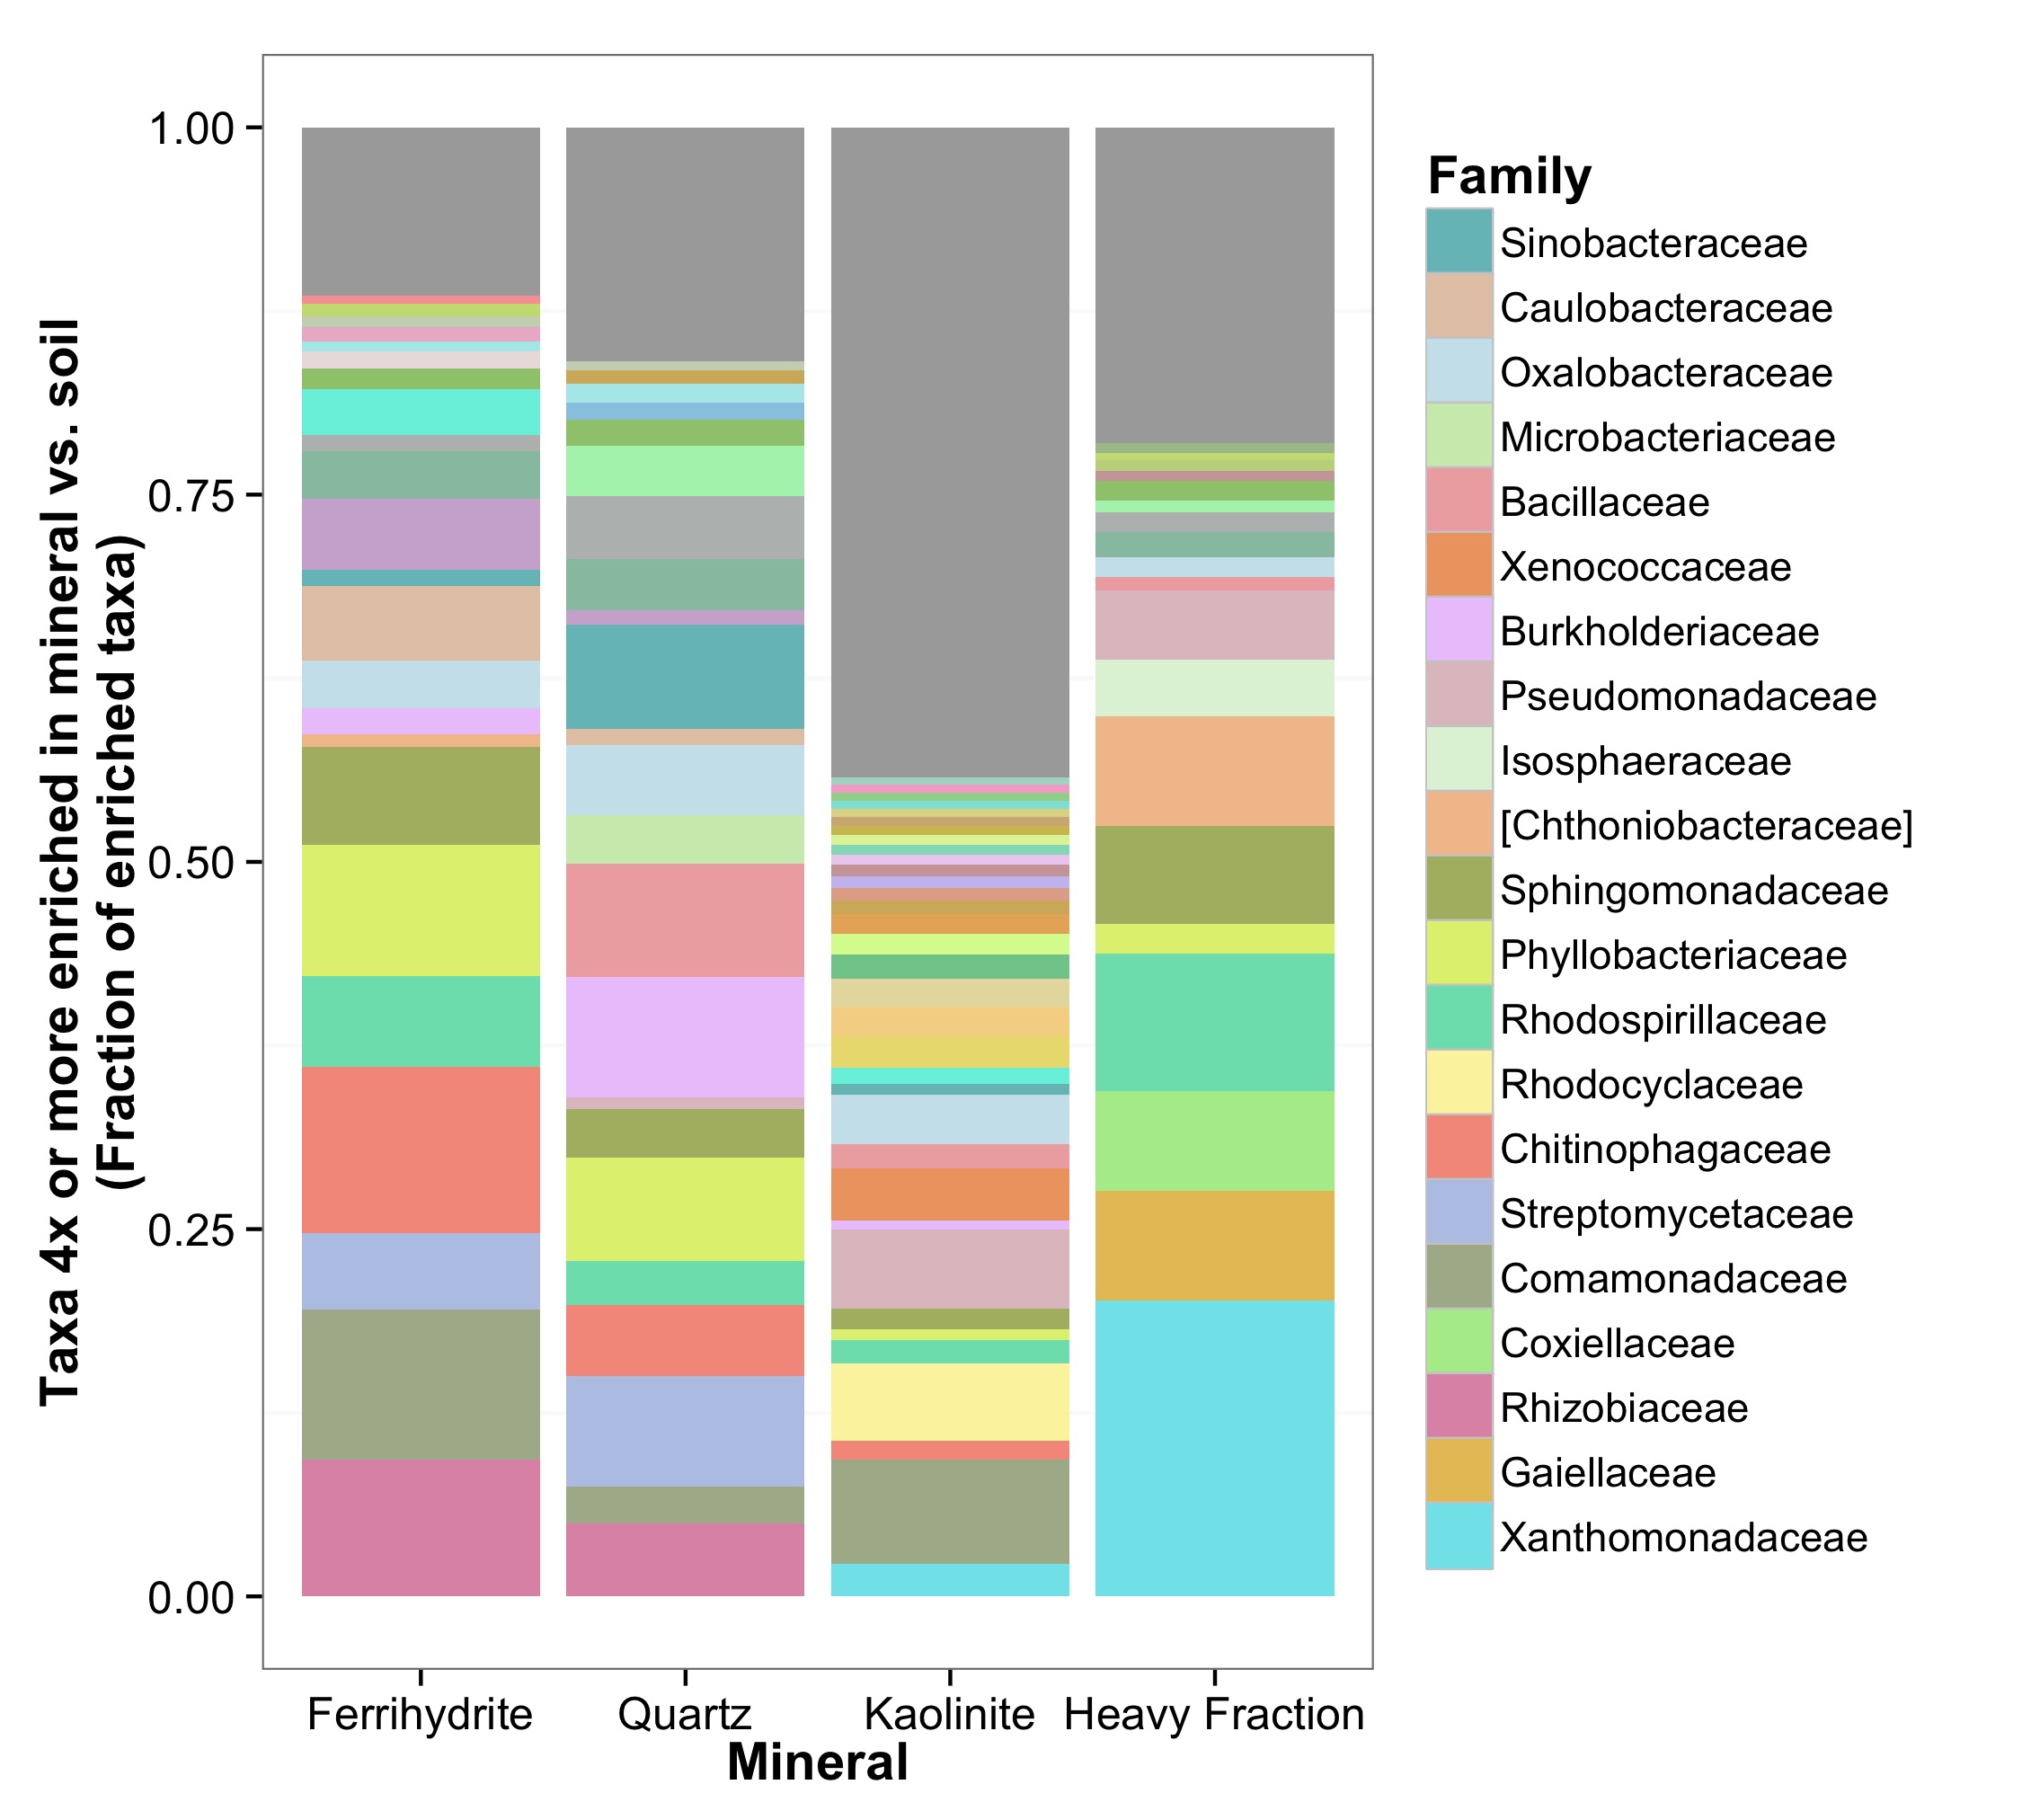 Taxa 4x or more enriched in mineral vs. soil
(Fraction of enriched taxa)
1.00
0.75
0.50
0.25
0.00
Ferrihydrite
Quartz
Kaolinite
Heavy Fraction
Mineral
Family
Sinobacteraceae
Caulobacteraceae
Oxalobacteraceae
Microbacteriaceae
Bacillaceae
Xenococcaceae
Burkholderiaceae
Pseudomonadaceae
Isosphaeraceae
[Chthoniobacteraceae]
Sphingomonadaceae
Phyllobacteriaceae
Rhodospirillaceae
Rhodocyclaceae
Chitinophagaceae
Streptomycetaceae
Comamonadaceae
Coxiellaceae
Rhizobiaceae
Gaiellaceae
Xanthomonadaceae